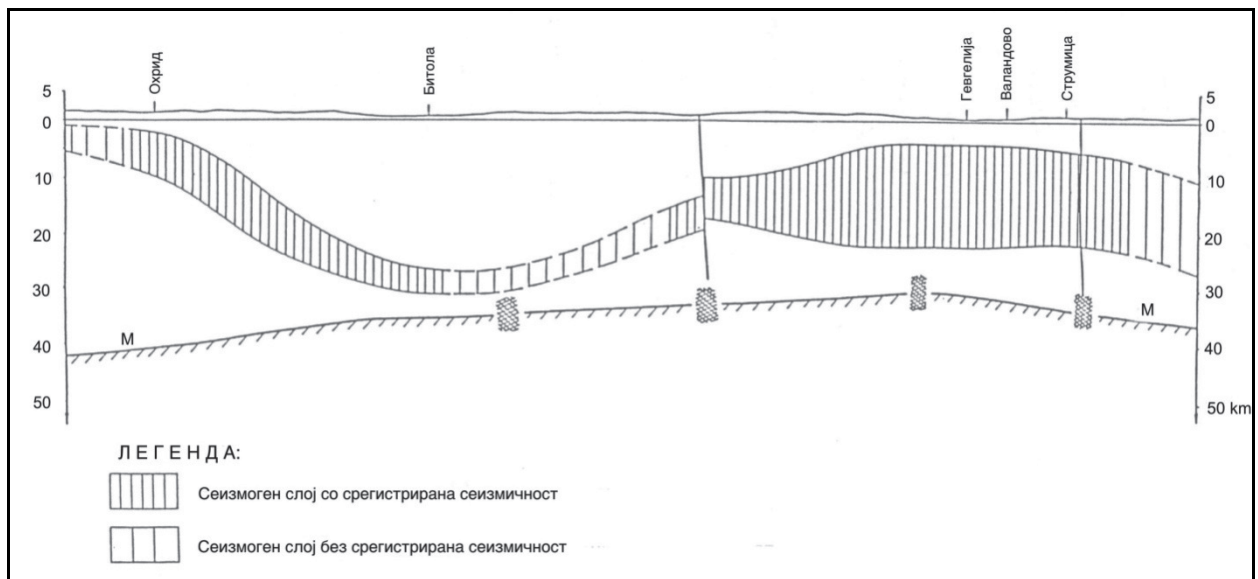 Охрид
Битола
Гевгелија
Валандово
Струмица
5
0
10
20
30
40
50
5
0
10
20
30
40
50 km
М
М
Л Е Г Е Н Д А:
Сеизмоген слој со срегистрирана сеизмичност
Сеизмоген слој без срегистрирана сеизмичност